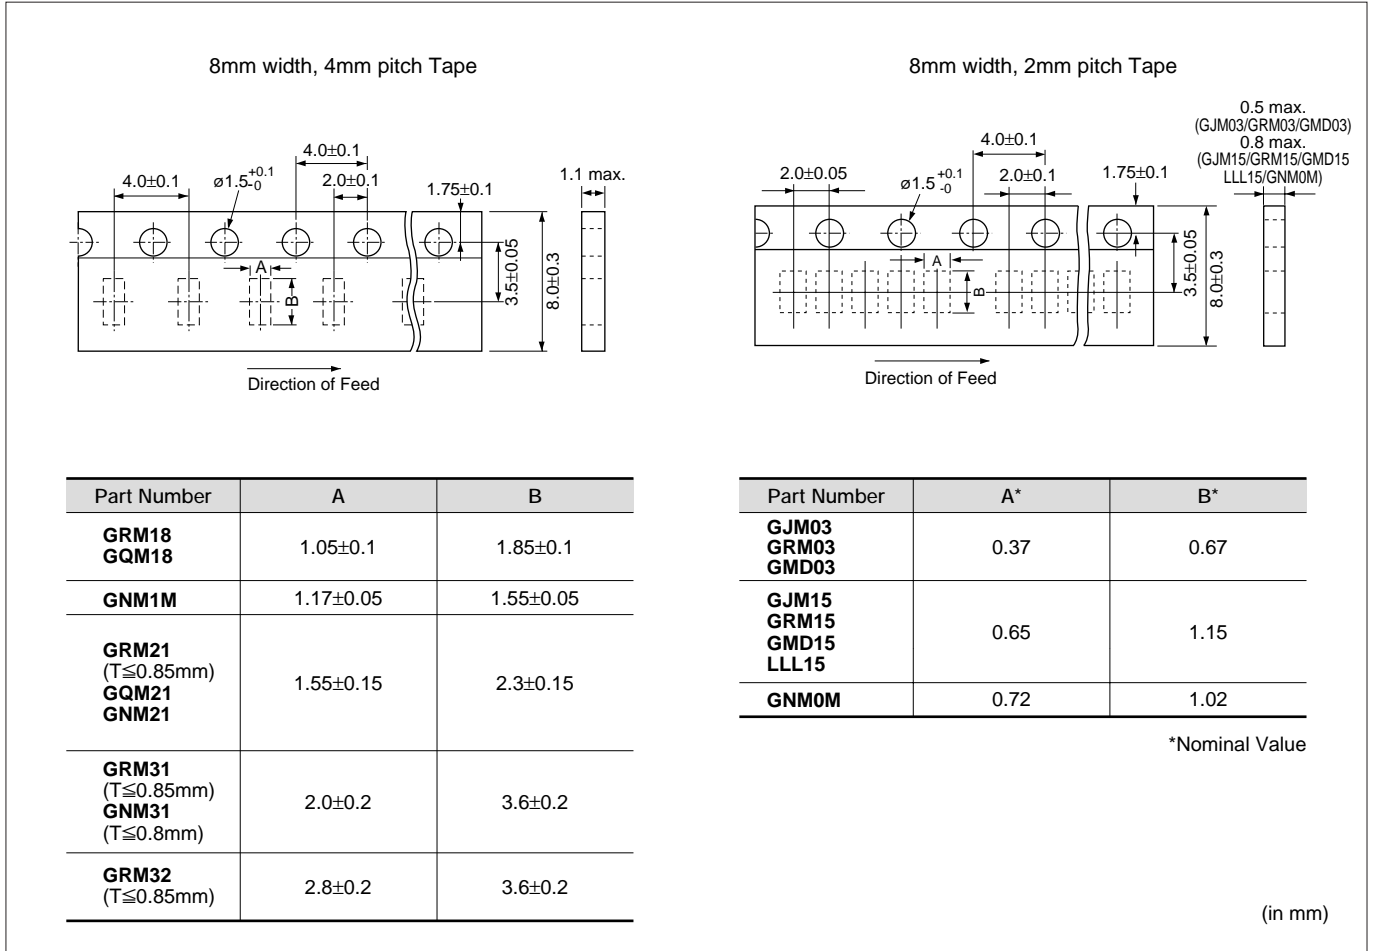 8mm width, 4mm pitch Tape
4.0±0.1
4.0±0.1
ø1.5 +0.1 -0
2.0±0.1
1.75±0.1
1.1 max.
A
B
3.5±0.05
8.0±0.3
Direction of Feed
8mm width, 2mm pitch Tape
0.5 max.
(GJM03/GRM03/GMD03)
0.8 max.
(GJM15/GRM15/GMD15
LLL15/GNM0M)
4.0±0.1
2.0±0.05
ø1.5 +0.1 -0
2.0±0.1
1.75±0.1
A
B
3.5±0.05
8.0±0.3
Direction of Feed
Part Number A B
GRM18
GQM18
1.05±0.1 1.85±0.1
GNM1M 1.17±0.05 1.55±0.05
GRM21
(T≦0.85mm)
GQM21
GNM21
1.55±0.15 2.3±0.15
GRM31
(T≦0.85mm)
GNM31
(T≦0.8mm)
2.0±0.2 3.6±0.2
GRM32
(T≦0.85mm)
2.8±0.2 3.6±0.2
Part Number A* B*
GJM03
GRM03
GMD03
0.37 0.67
GJM15
GRM15
GMD15
LLL15
0.65 1.15
GNM0M 0.72 1.02
*Nominal Value
(in mm)